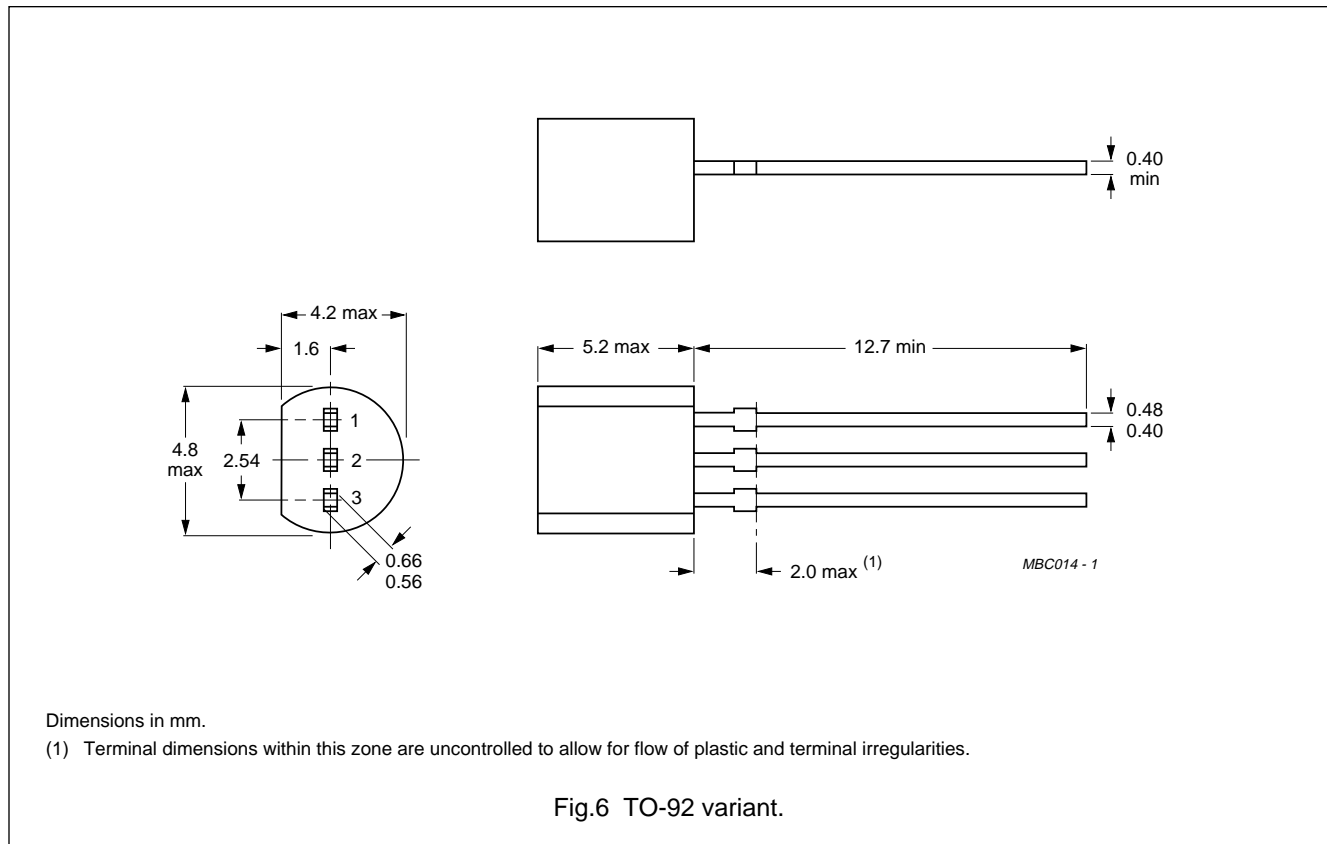 0.40
min
4.2 max
1.6
5.2 max
12.7 min
1
0.48
0.40
4.8
max
2.54
2
3
0.66
0.56
2.0 max (1)
MBC014 - 1
Dimensions in mm.
(1) Terminal dimensions within this zone are uncontrolled to allow for flow of plastic and terminal irregularities.
Fig.6 TO-92 variant.